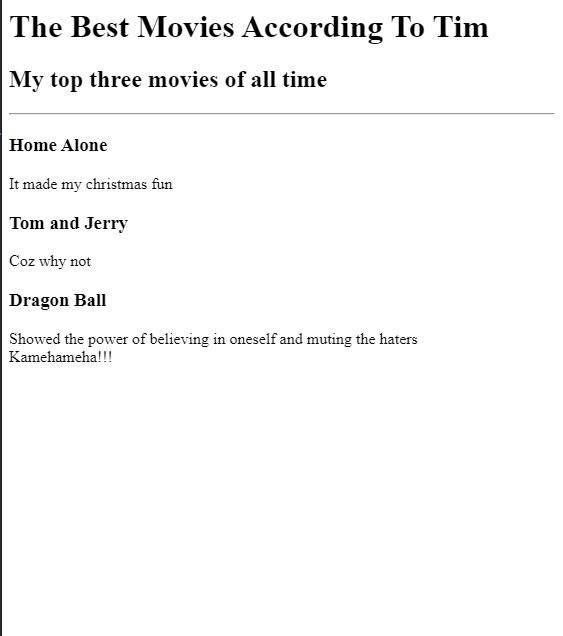 The Best Movies According To Tim
My top three movies of all time
Home Alone
It made my christmas fun
Tom and Jerry
Coz why not
Dragon Ball
Showed the power of believing in oneself and muting the haters
Kamehameha!!!